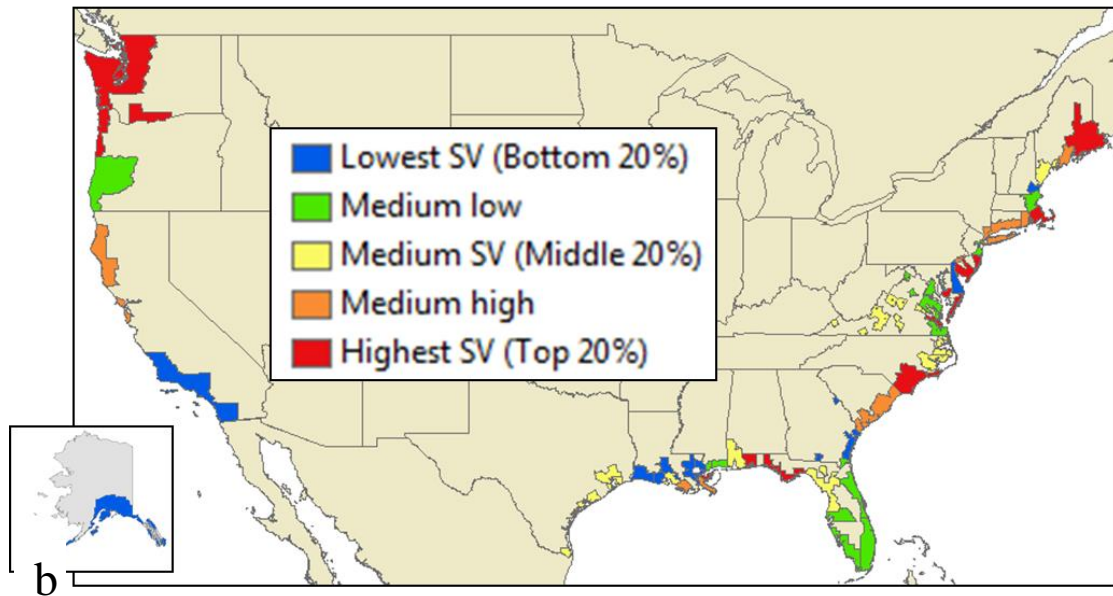 Lowest SV (Bottom 20%)
Medium low
Medium SV (Middle 20%)
Medium high
Highest SV (Top 20%)
b